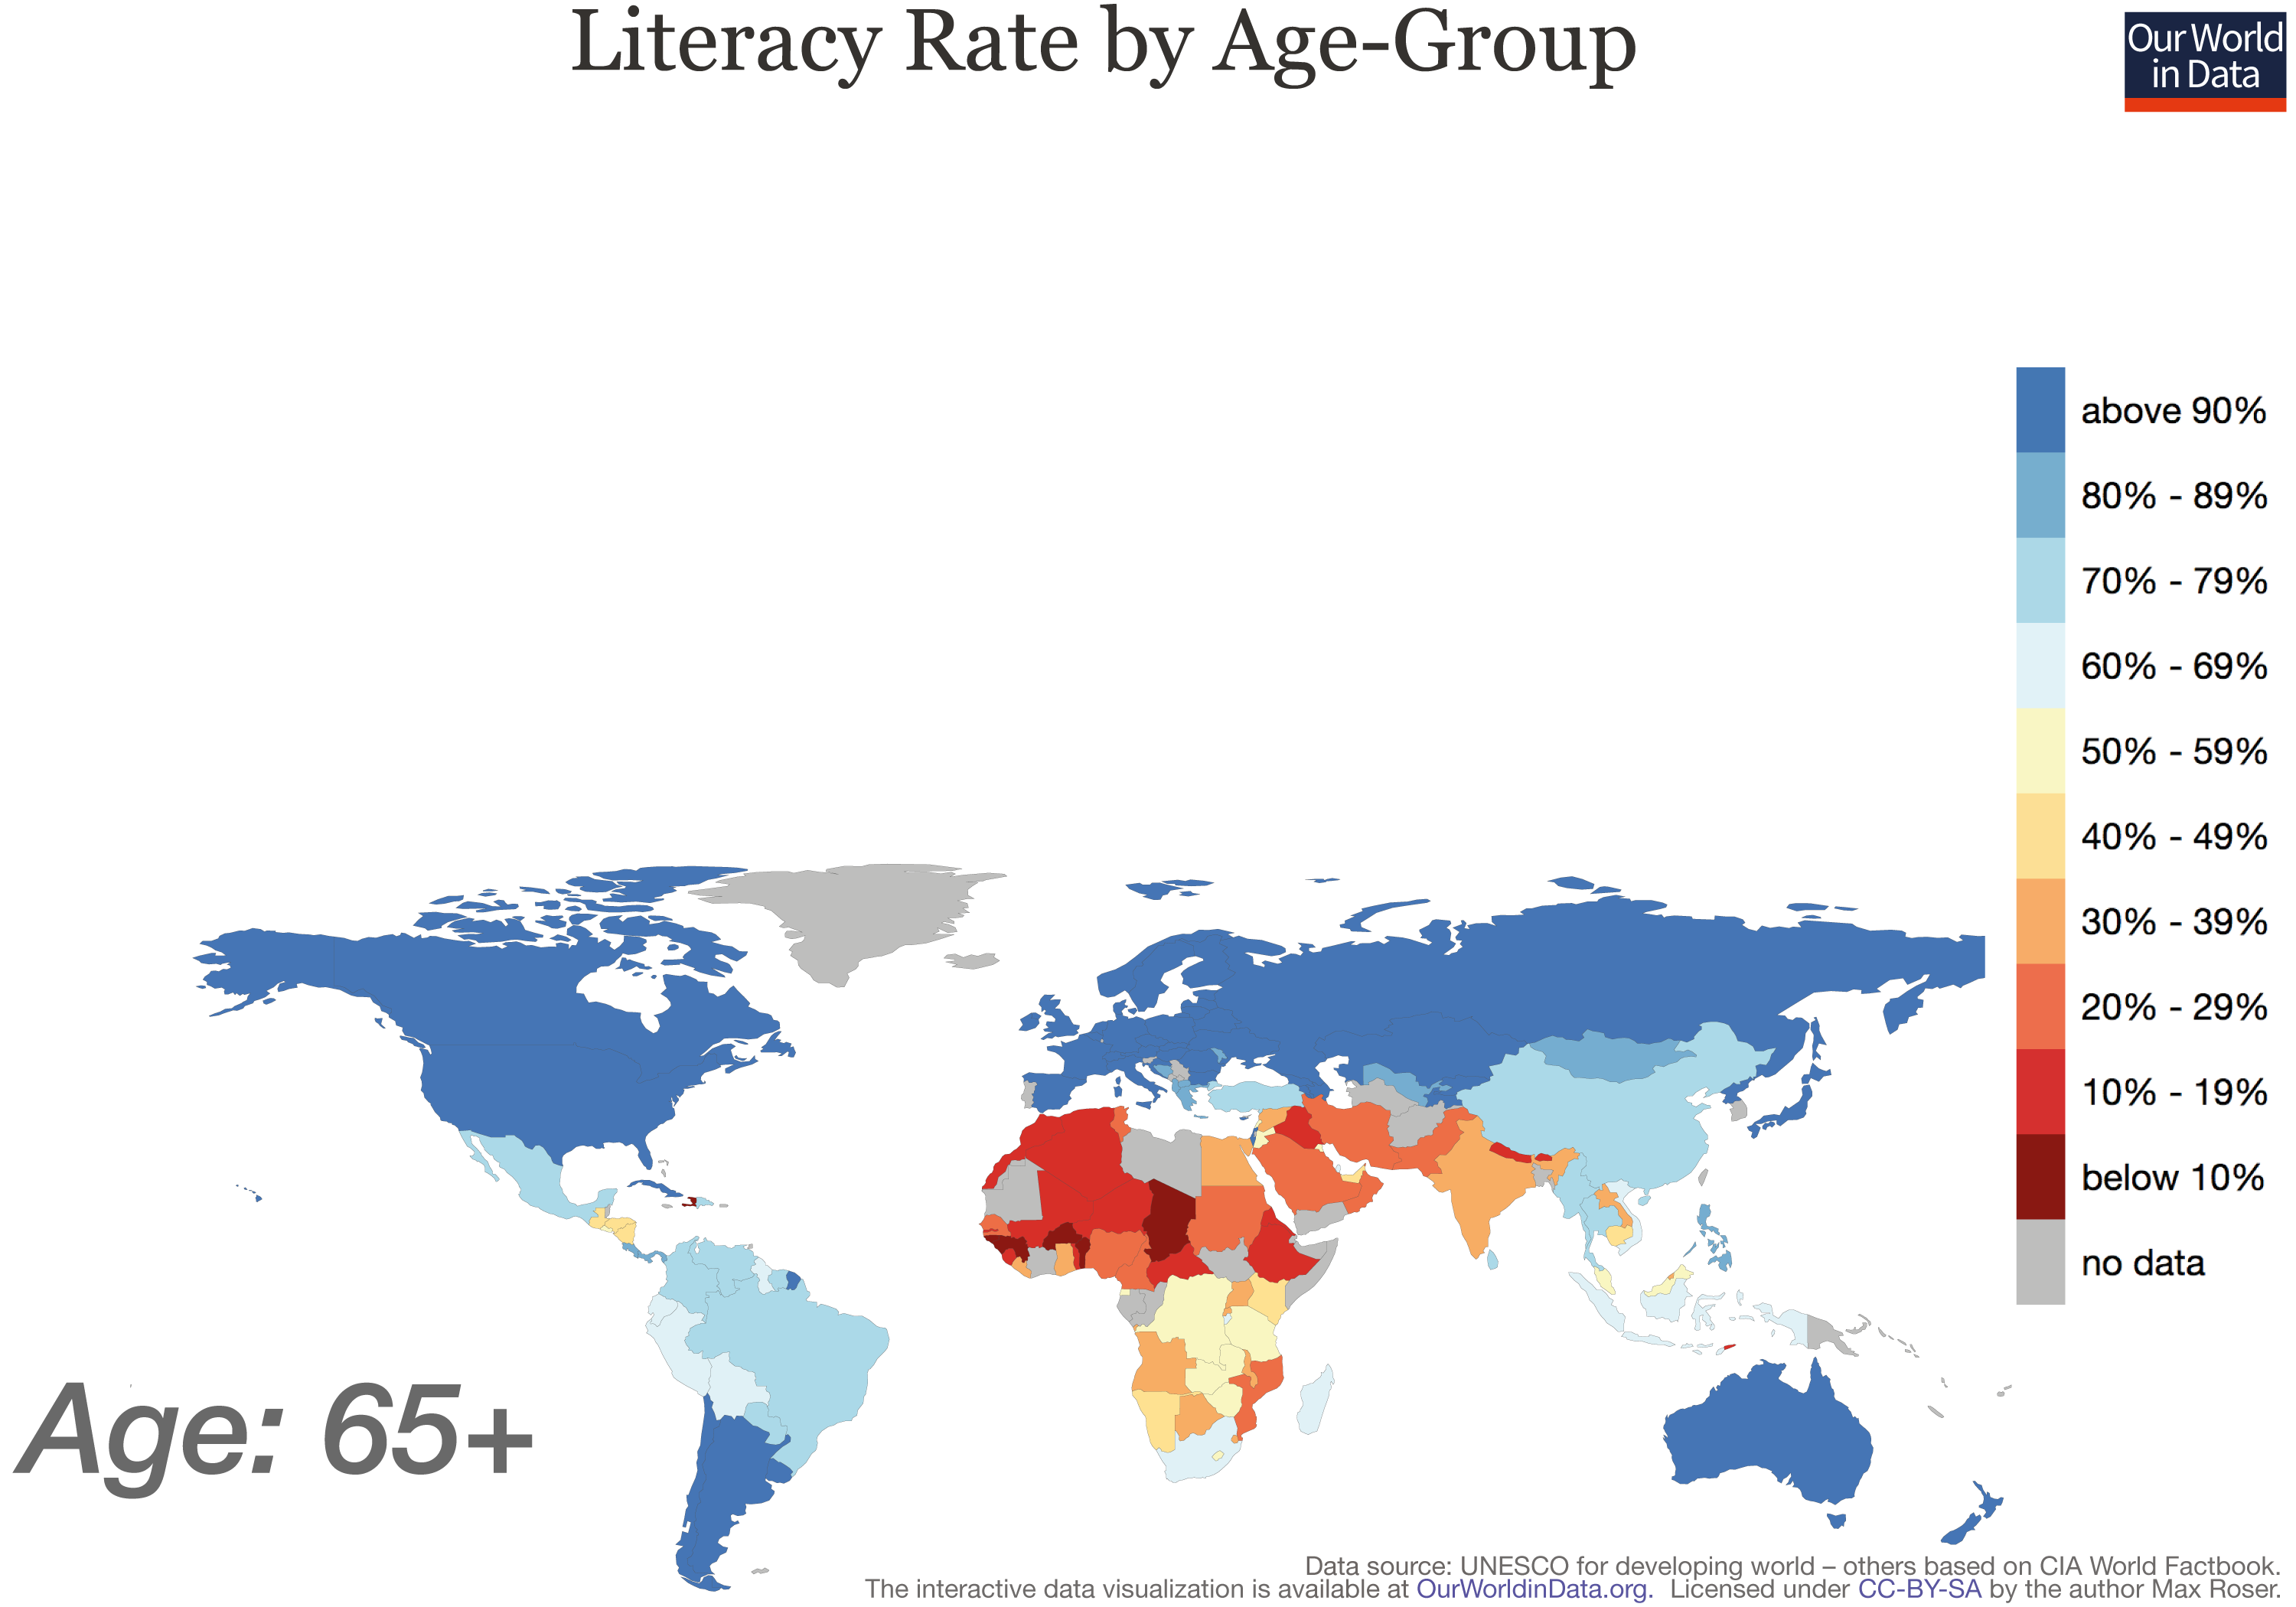 Literacy Rate by Age-Group
Our World
in Data
above 90%
80% - 89%
70% - 79%
60% - 69%
50% - 59%
40% - 49%
30% - 39%
20% - 29%
10% - 19%
below 10%
no data
Age: 65+
Data source: UNESCO for developing world – others based on CIA World Factbook.
The interactive data visualization is available at OurWorldinData.org. Licensed under CC-BY-SA by the author Max Roser.